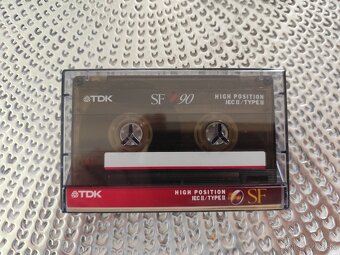 TDK SF 90 HIGH POSITION
IEC II / TYPE II
TDK HIGH POSITION SF
IEC II / TYPE II